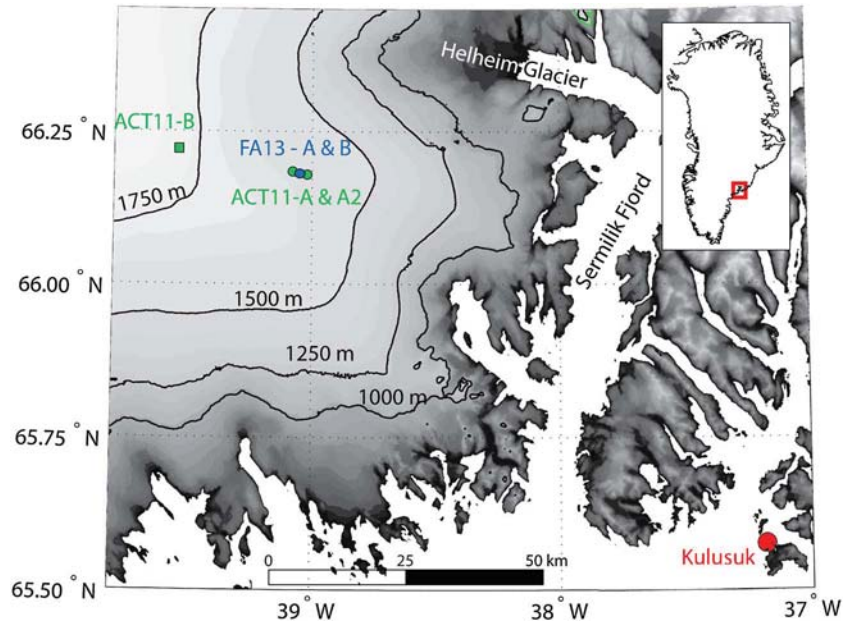 Helheim Glacier
66.25 ° N
ACT11-B
FA13 - A & B
ACT11-A & A2
1750 m
Sermilik Fjord
66.00 ° N
1500 m
1250 m
1000 m
65.75 ° N
Kulusuk
0 25 50 km
65.50 ° N
39 ° W 38 ° W 37 ° W